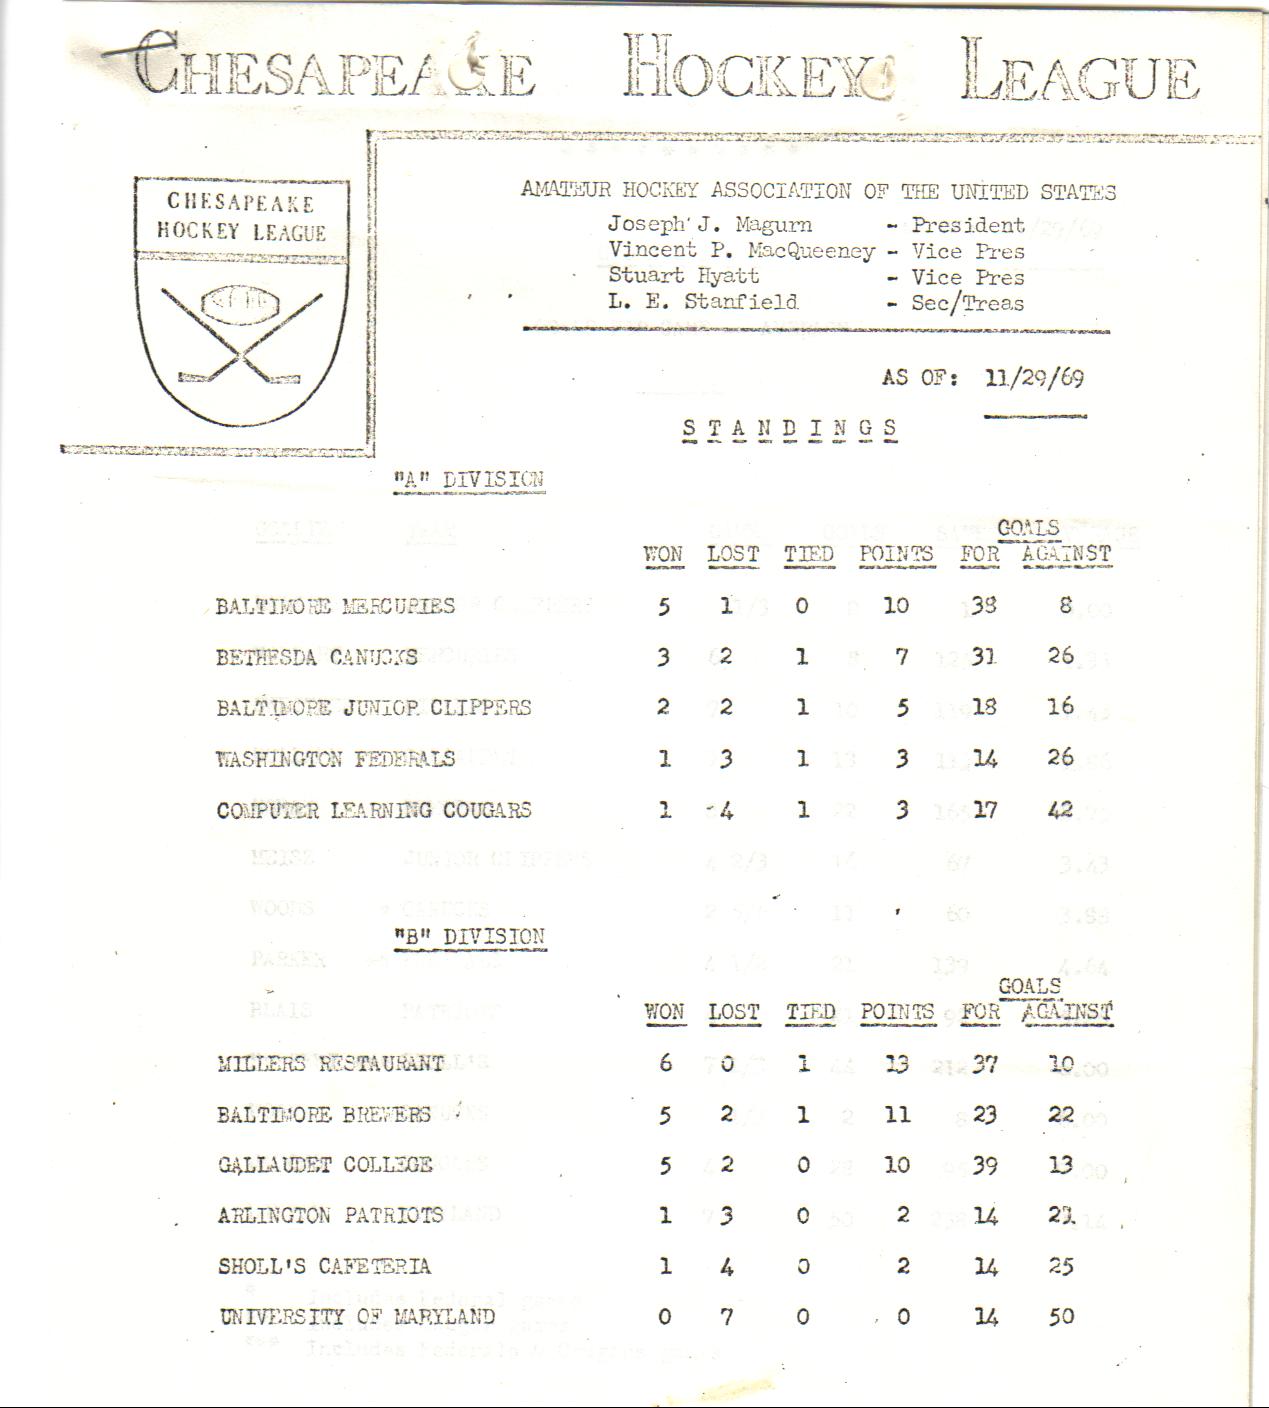 CHESAPEAKE HOCKEY LEAGUE
CHESAPEAKE
HOCKEY LEAGUE
AMATEUR HOCKEY ASSOCIATION OF THE UNITED STATES
Joseph J. Magurn - President
Vincent P. MacQueeney - Vice Pres
Stuart Hyatt - Vice Pres
L. E. Stanfield - Sec/Treas
AS OF: 11/29/69
STANDINGS
"A" DIVISION
GOALS
WON LOST TIED POINTS FOR AGAINST
BALTIMORE MERCURIES 5 1 0 10 38 8
BETHESDA CANUCKS 3 2 1 7 31 26
BALTIMORE JUNIOR CLIPPERS 2 2 1 5 18 16
WASHINGTON FEDERALS 1 3 1 3 14 26
COMPUTER LEARNING COUGARS 1 4 1 3 17 42
"B" DIVISION
GOALS
WON LOST TIED POINTS FOR AGAINST
MILLERS RESTAURANT 6 0 1 13 37 10
BALTIMORE BREWERS 5 2 1 11 23 22
GALLAUDET COLLEGE 5 2 0 10 39 13
ARLINGTON PATRIOTS 1 3 0 2 14
SHOLL'S CAFETERIA 1 4 0 2 14 25
UNIVERSITY OF MARYLAND 0 7 0 0 14 50